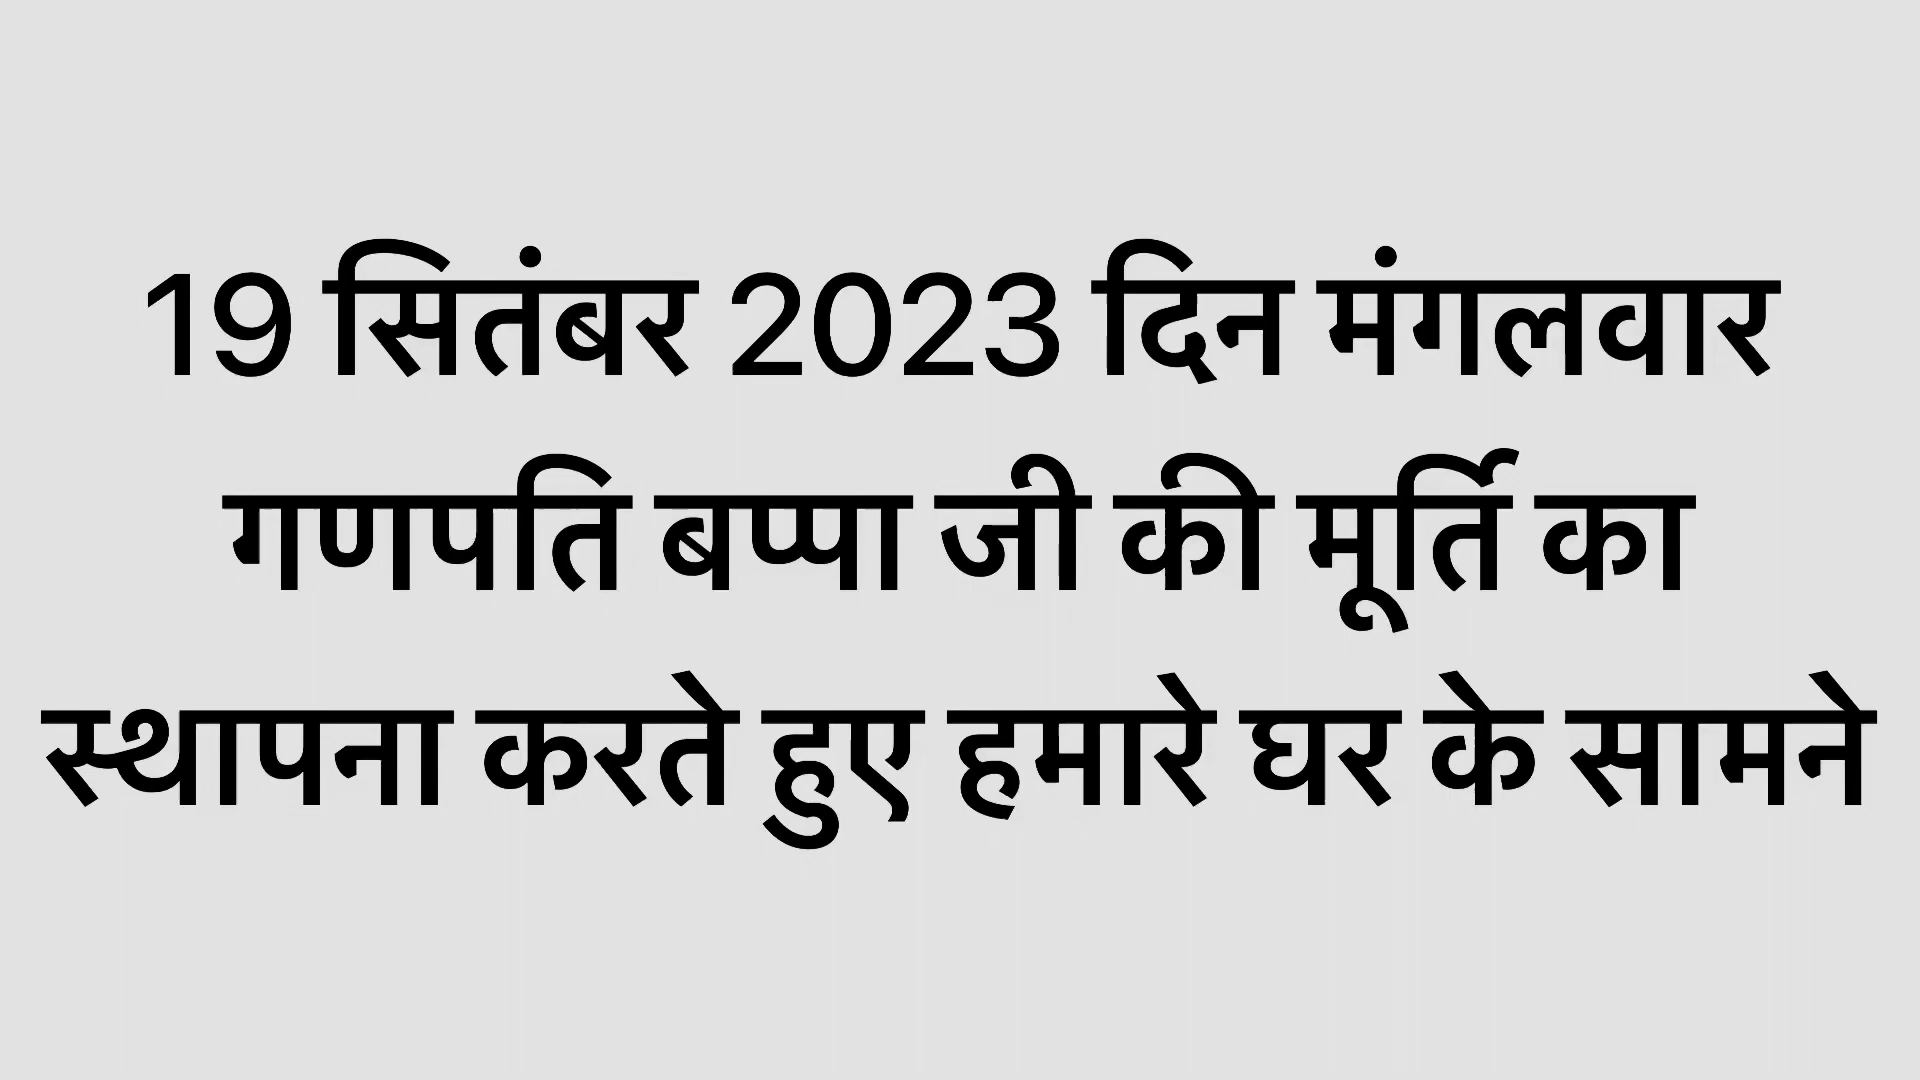 19 सितंबर 2023 दिन मंगलवार
गणपति बप्पा जी की मूर्ति का
स्थापना करते हुए हमारे घर के सामने